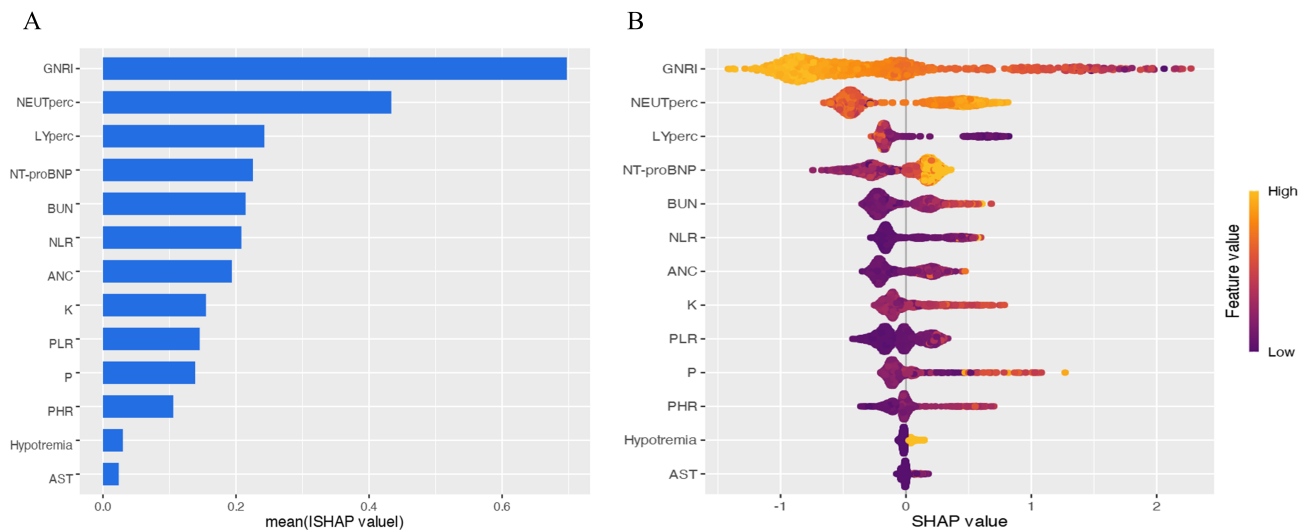 A
GNRI
NEUTperc
LYperc
NT-proBNP
BUN
NLR
ANC
K
PLR
P
PHR
Hypotremia
AST
0.0 0.2 0.4 0.6
mean(ISHAP valuel)
B
GNRI
NEUTperc
LYperc
NT-proBNP
BUN
NLR
ANC
K
PLR
P
PHR
Hypotremia
AST
-1 0 1 2
SHAP value
High
Feature value
Low